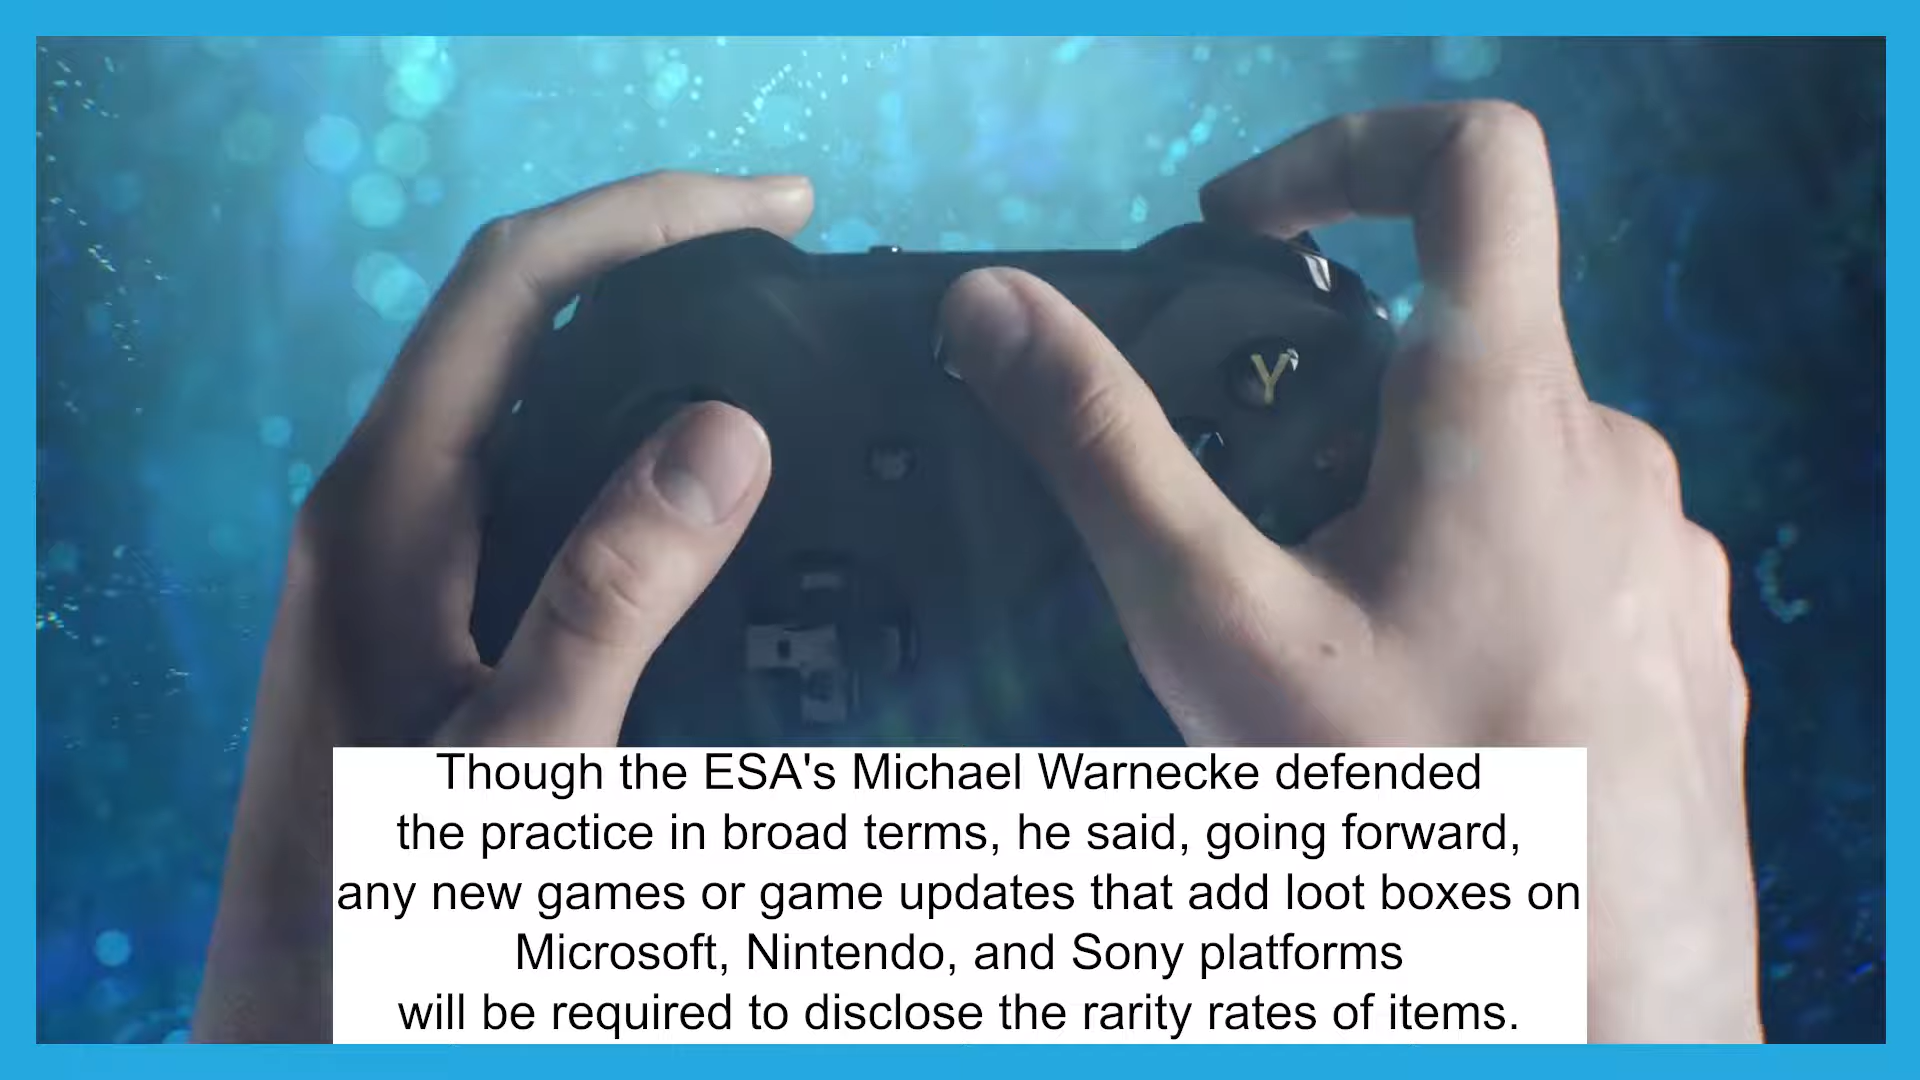 Y
Though the ESA's Michael Warnecke defended
the practice in broad terms, he said, going forward,
any new games or game updates that add loot boxes on
Microsoft, Nintendo, and Sony platforms
will be required to disclose the rarity rates of items.